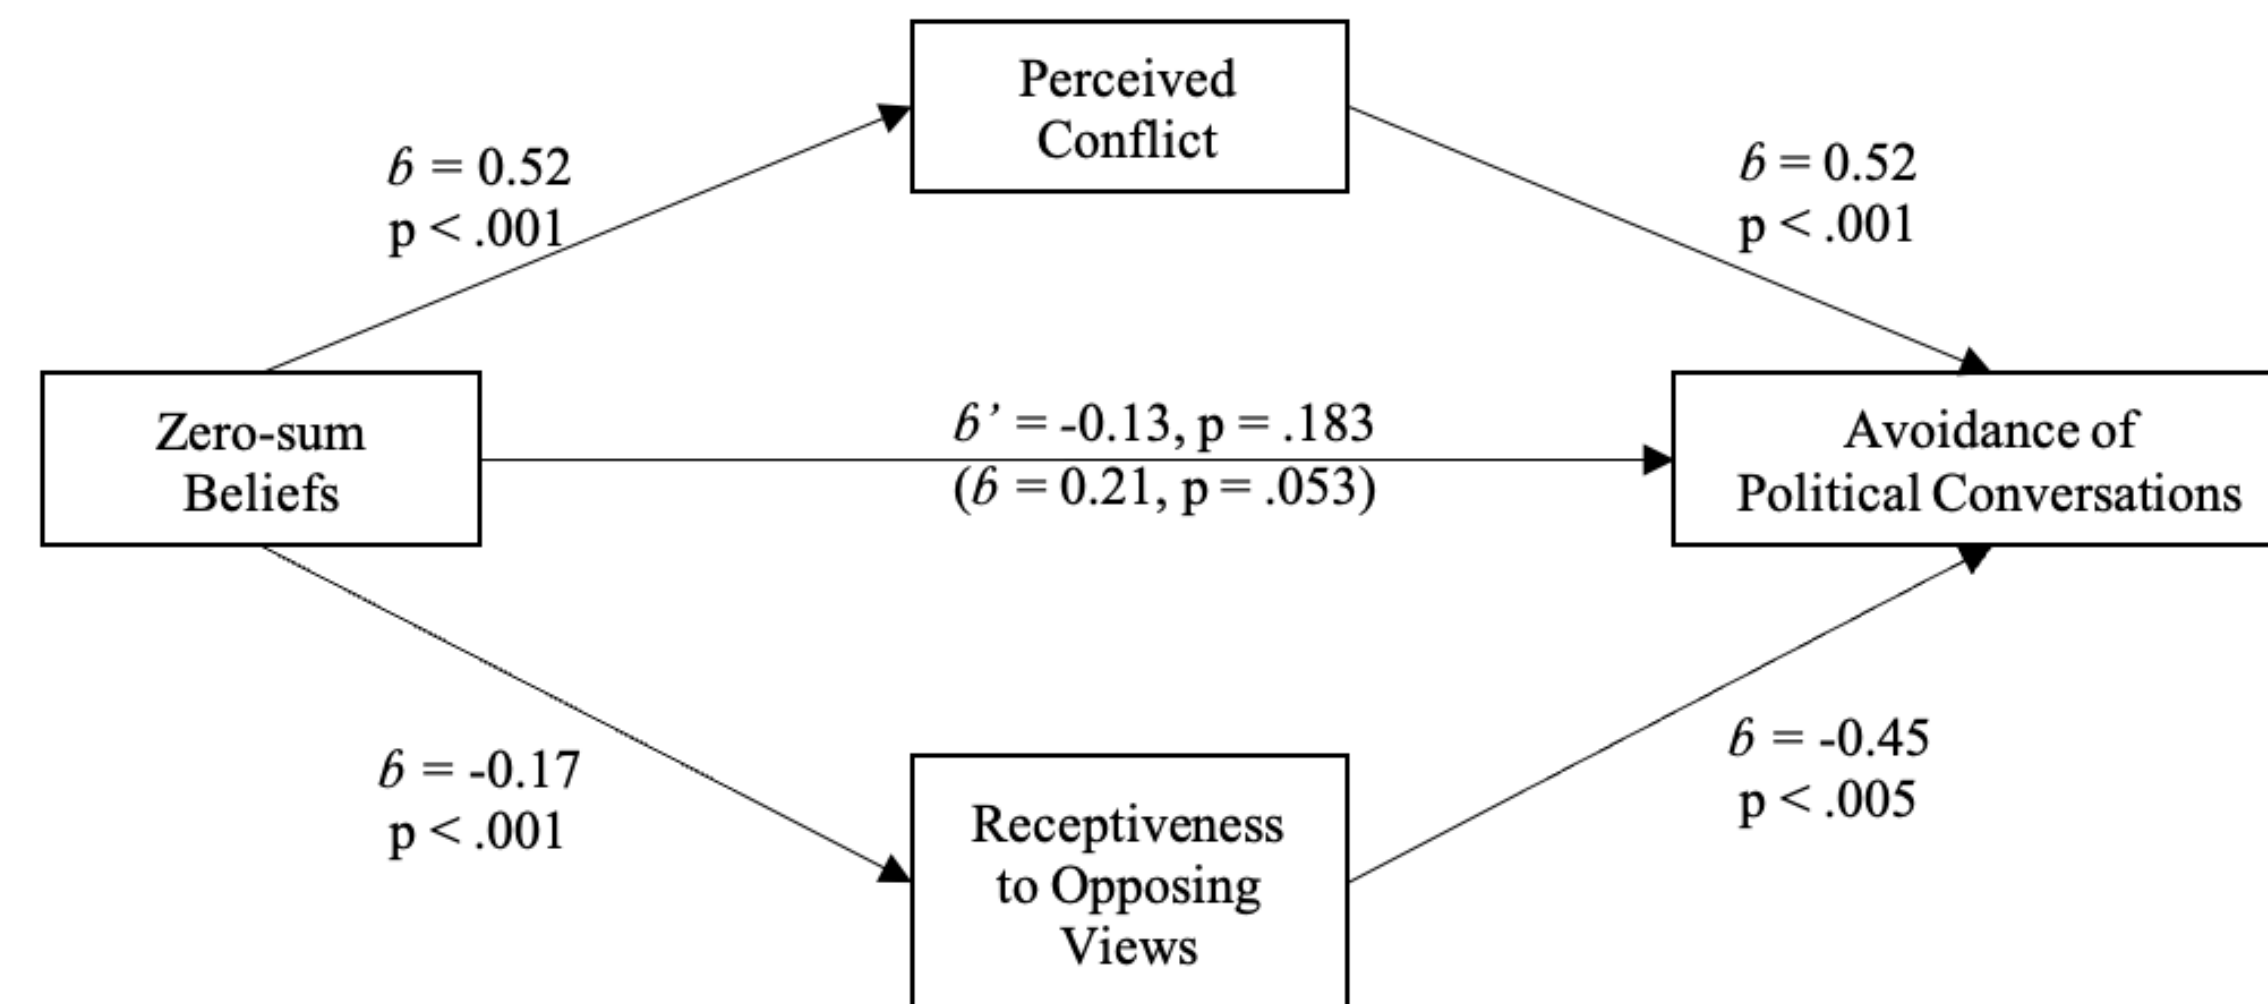 Perceived
Conflict
ϐ = 0.52
p < .001
ϐ = 0.52
p < .001
Zero-sum
Beliefs
ϐ’ = -0.13, p = .183
(ϐ = 0.21, p = .053)
Avoidance of
Political Conversations
ϐ = -0.17
p < .001
Receptiveness
to Opposing
Views
ϐ = -0.45
p < .005